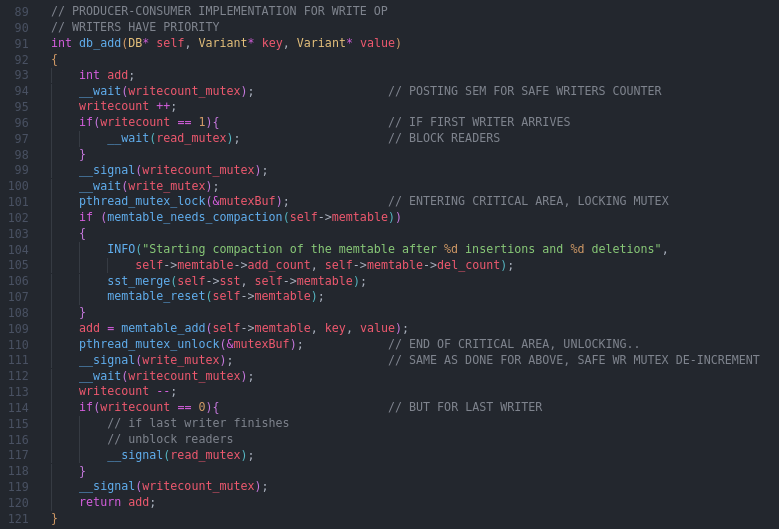 89 // PRODUCER-CONSUMER IMPLEMENTATION FOR WRITE OP
90 // WRITERS HAVE PRIORITY
91 int db_add(DB* self, Variant* key, Variant* value)
92 {
93     int add;
94     __wait(writecount_mutex);                   // POSTING SEM FOR SAFE WRITERS COUNTER
95     writecount ++;
96     if(writecount == 1){                        // IF FIRST WRITER ARRIVES
97         __wait(read_mutex);                     // BLOCK READERS
98     }
99     __signal(writecount_mutex);
100     __wait(write_mutex);
101     pthread_mutex_lock(&mutexBuf);              // ENTERING CRITICAL AREA, LOCKING MUTEX
102     if (memtable_needs_compaction(self->memtable))
103     {
104         INFO("Starting compaction of the memtable after %d insertions and %d deletions",
105             self->memtable->add_count, self->memtable->del_count);
106         sst_merge(self->sst, self->memtable);
107         memtable_reset(self->memtable);
108     }
109     add = memtable_add(self->memtable, key, value);
110     pthread_mutex_unlock(&mutexBuf);            // END OF CRITICAL AREA, UNLOCKING..
111     __signal(write_mutex);                      // SAME AS DONE FOR ABOVE, SAFE WR MUTEX DE-INCREMENT
112     __wait(writecount_mutex);
113     writecount --;
114     if(writecount == 0){                        // BUT FOR LAST WRITER
115         // if last writer finishes
116         // unblock readers
117         __signal(read_mutex);
118     }
119     __signal(writecount_mutex);
120     return add;
121 }